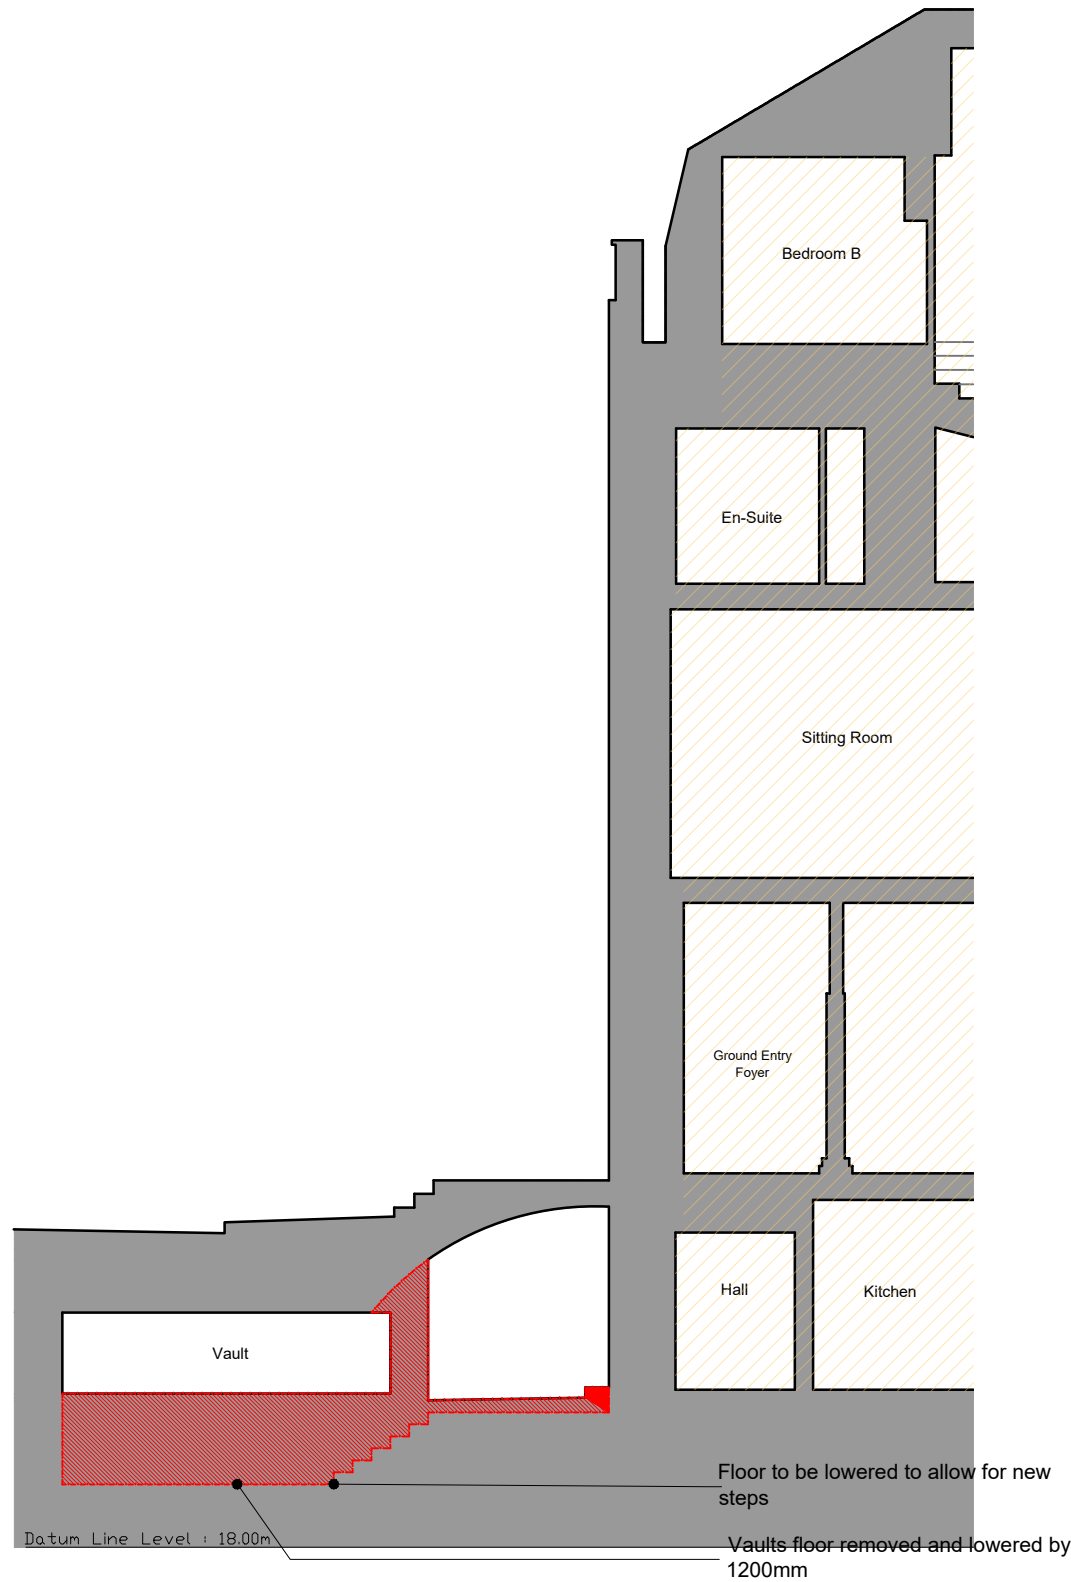 Bedroom B
En-Suite
Sitting Room
Ground Entry
Foyer
Hall
Kitchen
Vault
Floor to be lowered to allow for new
steps
Datum Line Level : 18.00m
Vaults floor removed and lowered by
1200mm